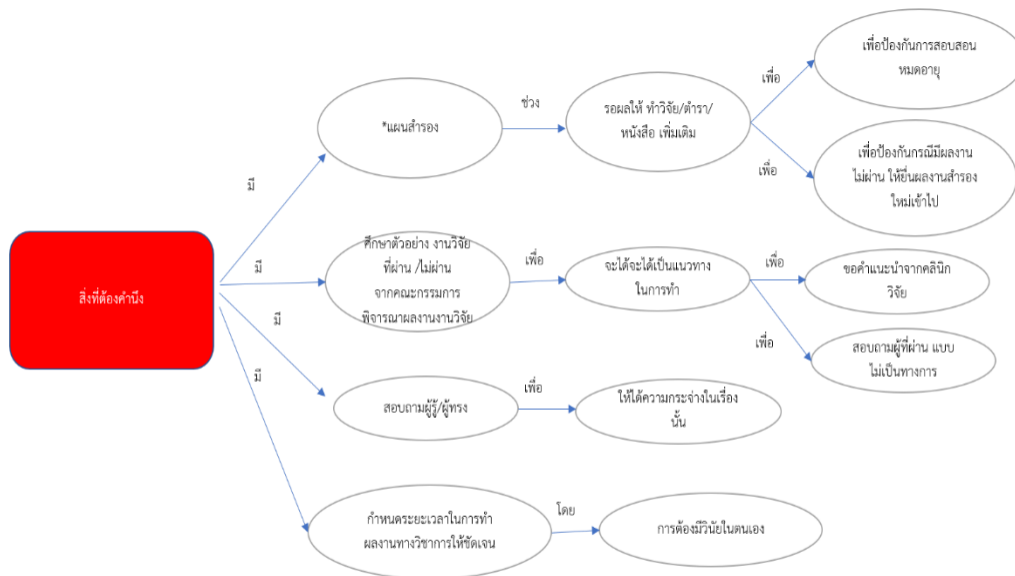 เพื่อป้องกันการสอบสอน
หมดอายุ
เพื่อ
ช่วง
*แผนสำรอง
รอผลให้ ทำวิจัย/ตำรา/
หนังสือ เพิ่มเติม
เพื่อ
เพื่อป้องกันกรณีมีผลงาน
ไม่ผ่าน ให้ยื่นผลงานสำรอง
ใหม่เข้าไป
มี
สิ่งที่ต้องคำนึง
มี
ศึกษาตัวอย่าง งานวิจัย
ที่ผ่าน /ไม่ผ่าน
จากคณะกรรมการ
พิจารณาผลงานงานวิจัย
เพื่อ
จะได้จะได้เป็นแนวทาง
ในการทำ
เพื่อ
ขอคำแนะนำจากคลินิก
วิจัย
เพื่อ
สอบถามผู้ที่ผ่าน แบบ
ไม่เป็นทางการ
มี
สอบถามผู้รู้/ผู้ทรง
เพื่อ
ให้ได้ความกระจ่างในเรื่อง
นั้น
มี
กำหนดระยะเวลาในการทำ
ผลงานทางวิชาการให้ชัดเจน
โดย
การต้องมีวินัยในตนเอง